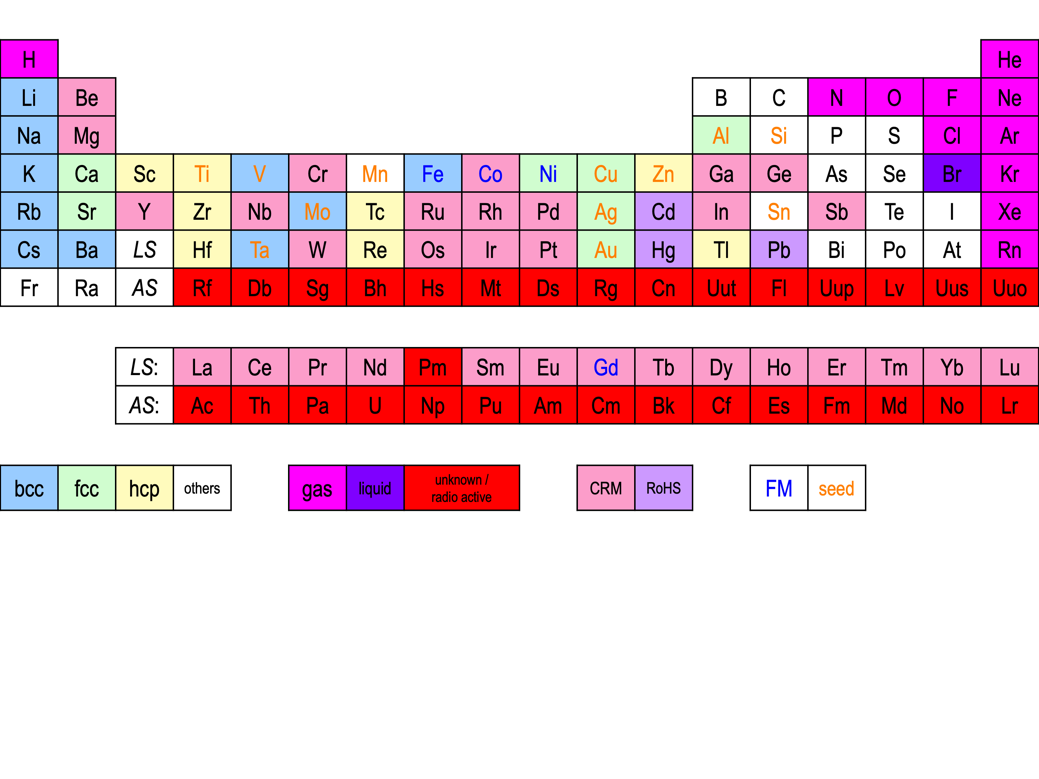 H He
Li Be B C N O F Ne
Na Mg Al Si P S Cl Ar
K Ca Sc Ti V Cr Mn Fe Co Ni Cu Zn Ga Ge As Se Br Kr
Rb Sr Y Zr Nb Mo Tc Ru Rh Pd Ag Cd In Sn Sb Te I Xe
Cs Ba LS Hf Ta W Re Os Ir Pt Au Hg Tl Pb Bi Po At Rn
Fr Ra AS Rf Db Sg Bh Hs Mt Ds Rg Cn Uut Fl Uup Lv Uus Uuo
LS: La Ce Pr Nd Pm Sm Eu Gd Tb Dy Ho Er Tm Yb Lu
AS: Ac Th Pa U Np Pu Am Cm Bk Cf Es Fm Md No Lr
bcc fcc hcp others gas liquid unknown /
radio active CRM RoHS FM seed